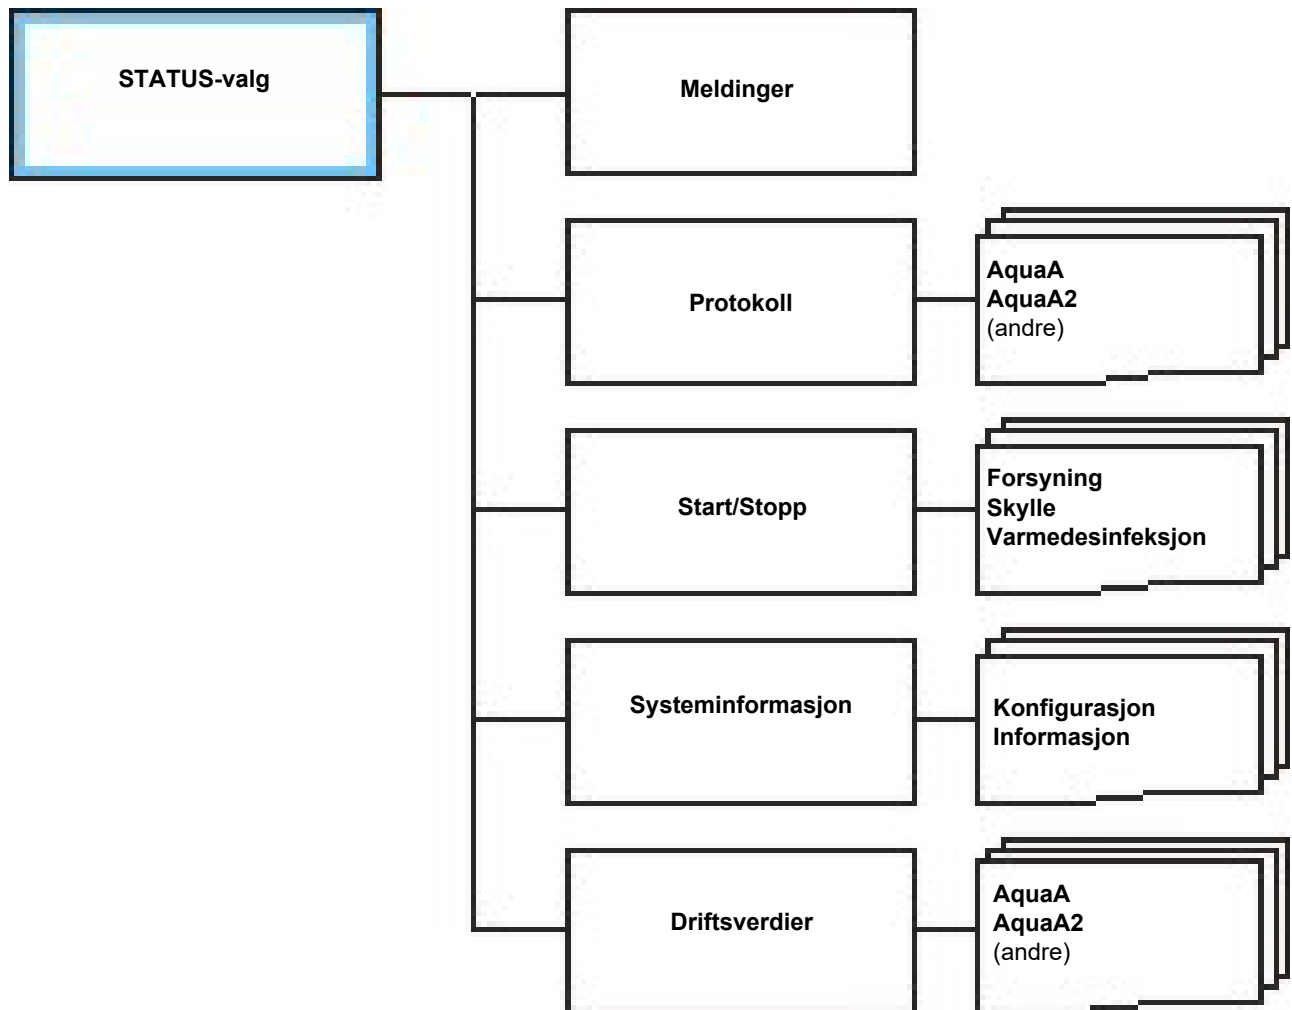 STATUS-valg
Meldinger
Protokoll
AquaA
AquaA2
(andre)
Start/Stopp
Forsyning
Skylle
Varmedesinfeksjon
Systeminformasjon
Konfigurasjon
Informasjon
Driftsverdier
AquaA
AquaA2
(andre)